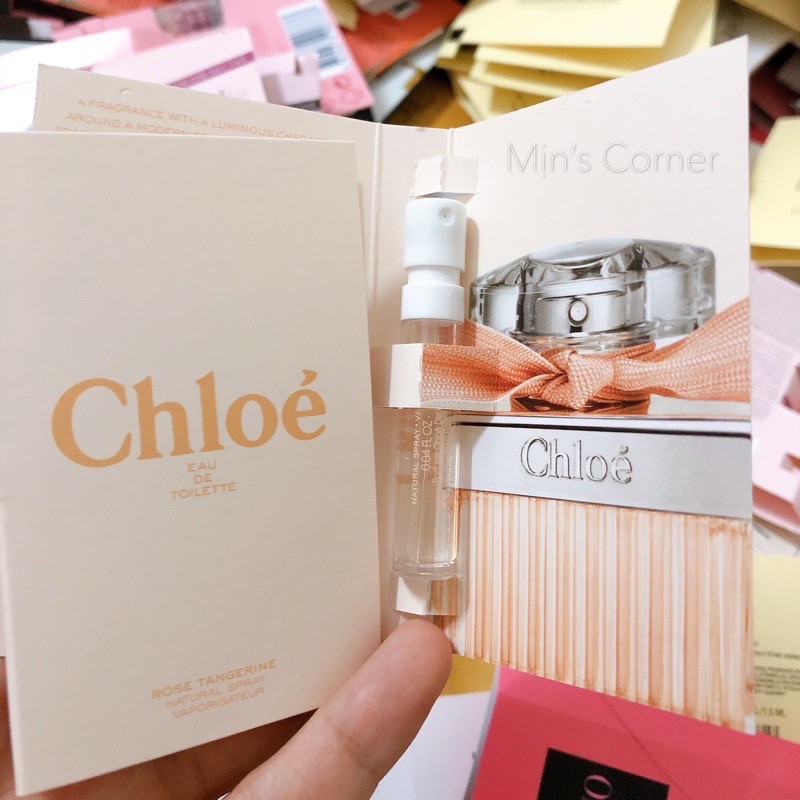 A FRAGRANCE WITH A LUMINOUS
AROUND A MODERN
Min's Corner
Chloé
EAU
DE
TOILETTE
ROSE TANGERINE
NATURAL SPRAY
VAPORISATEUR
NATURAL SPRAY
0.04 FL OZ
Chloé